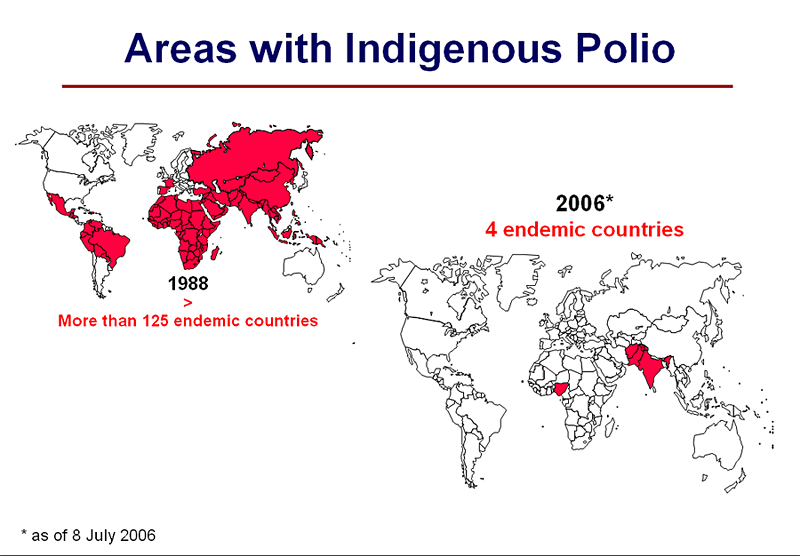 Areas with Indigenous Polio
1988
>
More than 125 endemic countries
2006*
4 endemic countries
* as of 8 July 2006